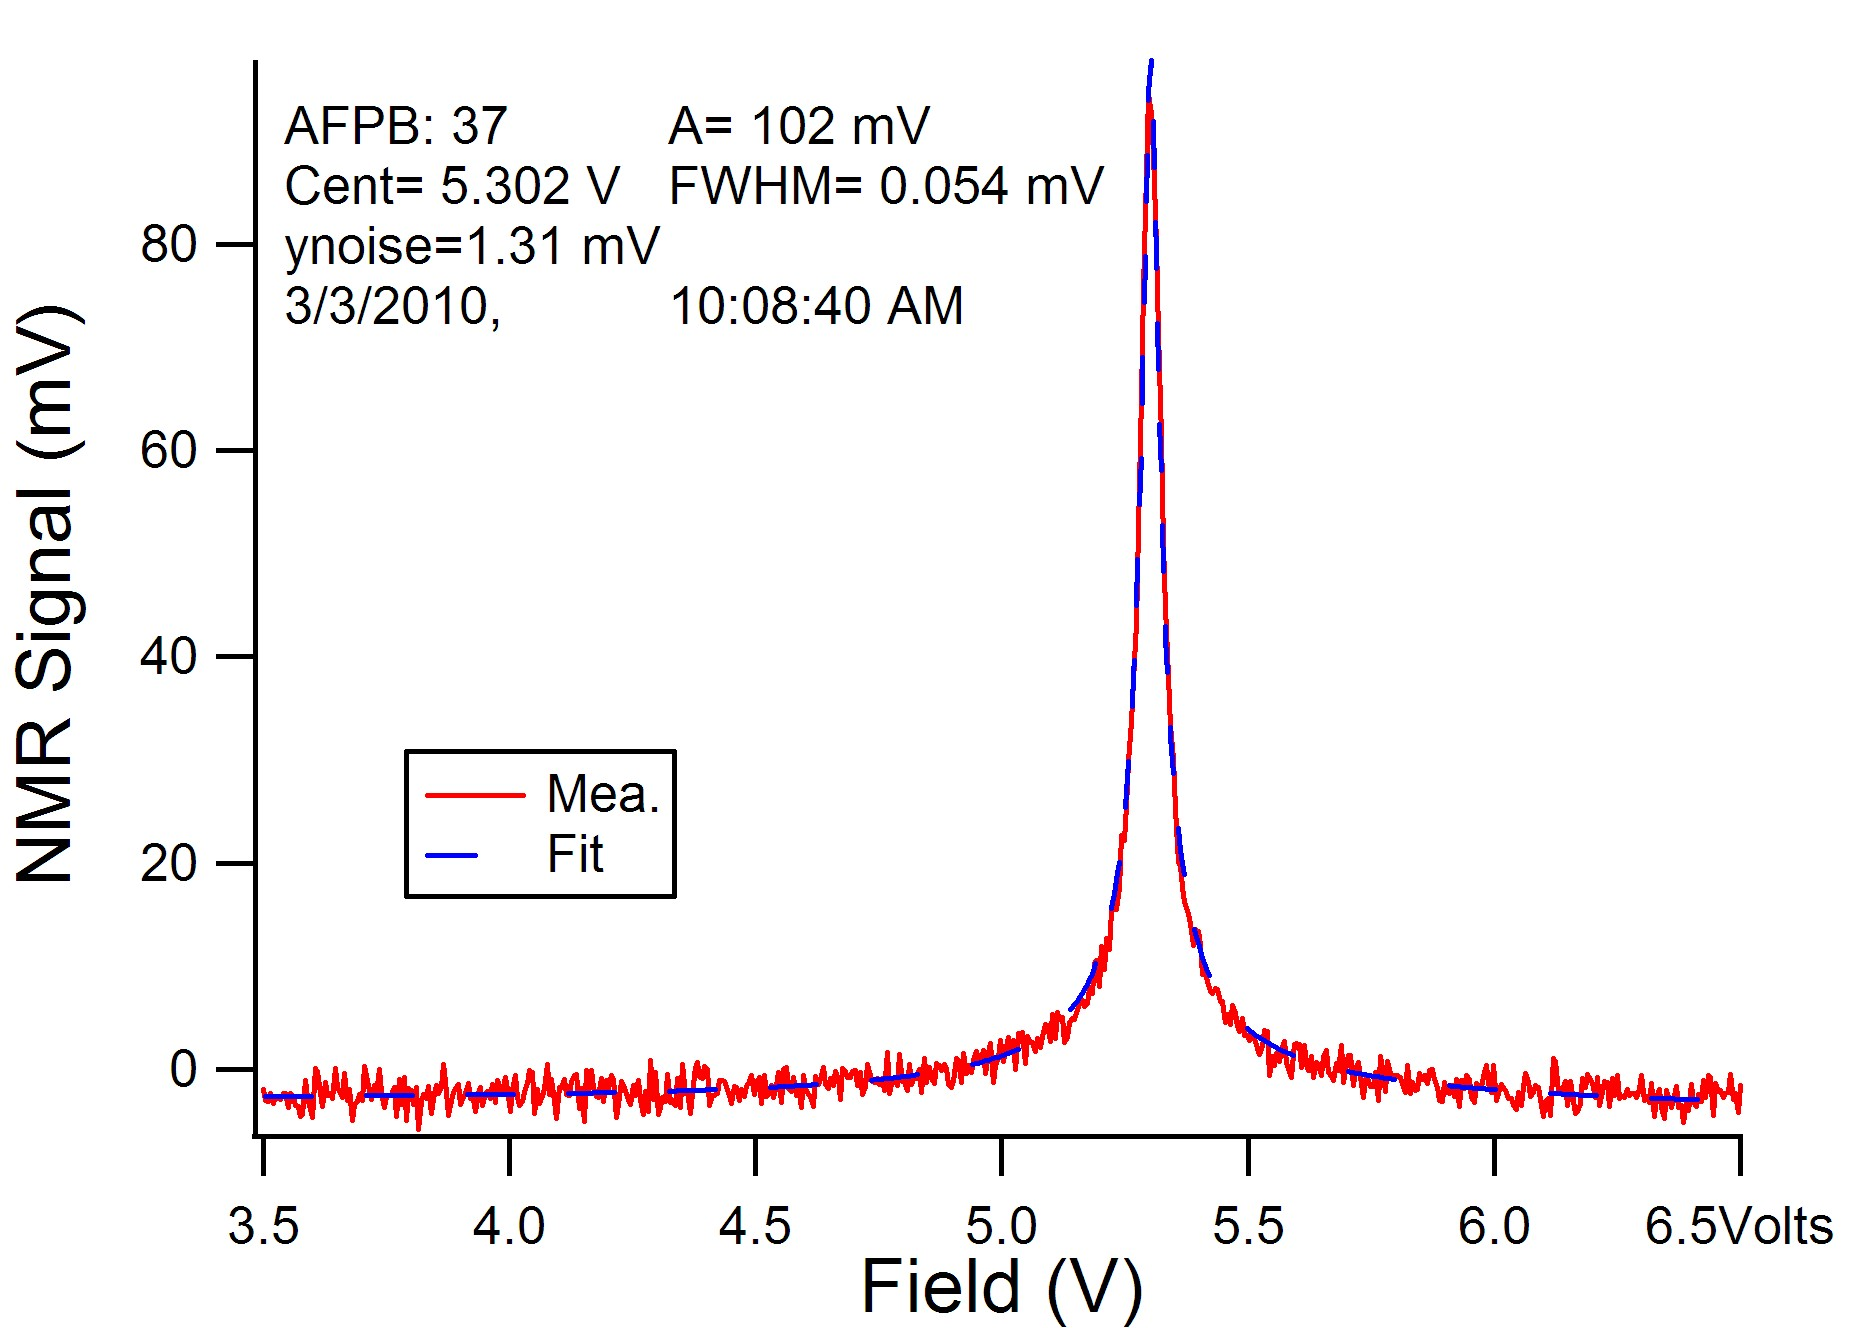 AFPB: 37 A= 102 mV
Cent= 5.302 V FWHM= 0.054 mV
ynoise=1.31 mV
3/3/2010, 10:08:40 AM
80
60
40
20
0
NMR Signal (mV)
Mea.
Fit
3.5 4.0 4.5 5.0 5.5 6.0 6.5Volts
Field (V)